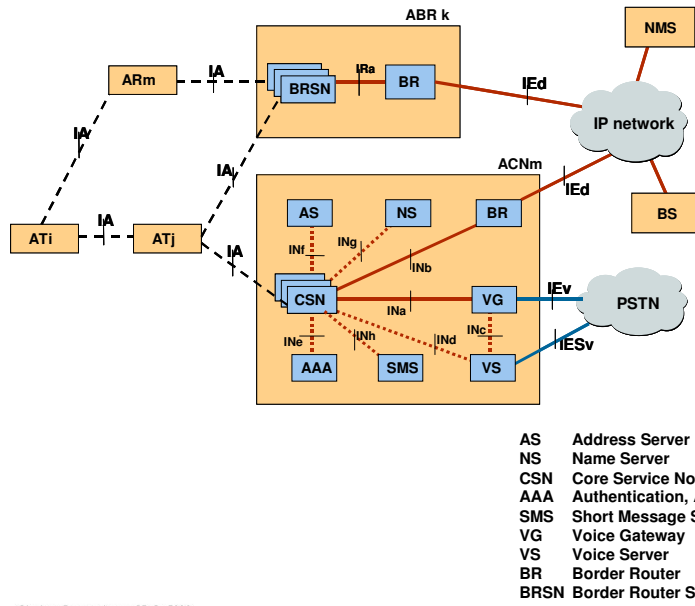 ABR k
NMS
ARm
IA
BRSN
IRa
BR
IEd
IP network
IA
IA
ACNm
IEd
BS
AS
NS
BR
ATi
IA
ATj
IA
INf
INg
INb
CSN
INa
VG
IEv
PSTN
INe
INh
INd
INc
IESv
AAA
SMS
VS
AS Address Server
NS Name Server
CSN Core Service No
AAA Authentication, A
SMS Short Message S
VG Voice Gateway
VS Voice Server
BR Border Router
BRSN Border Router S